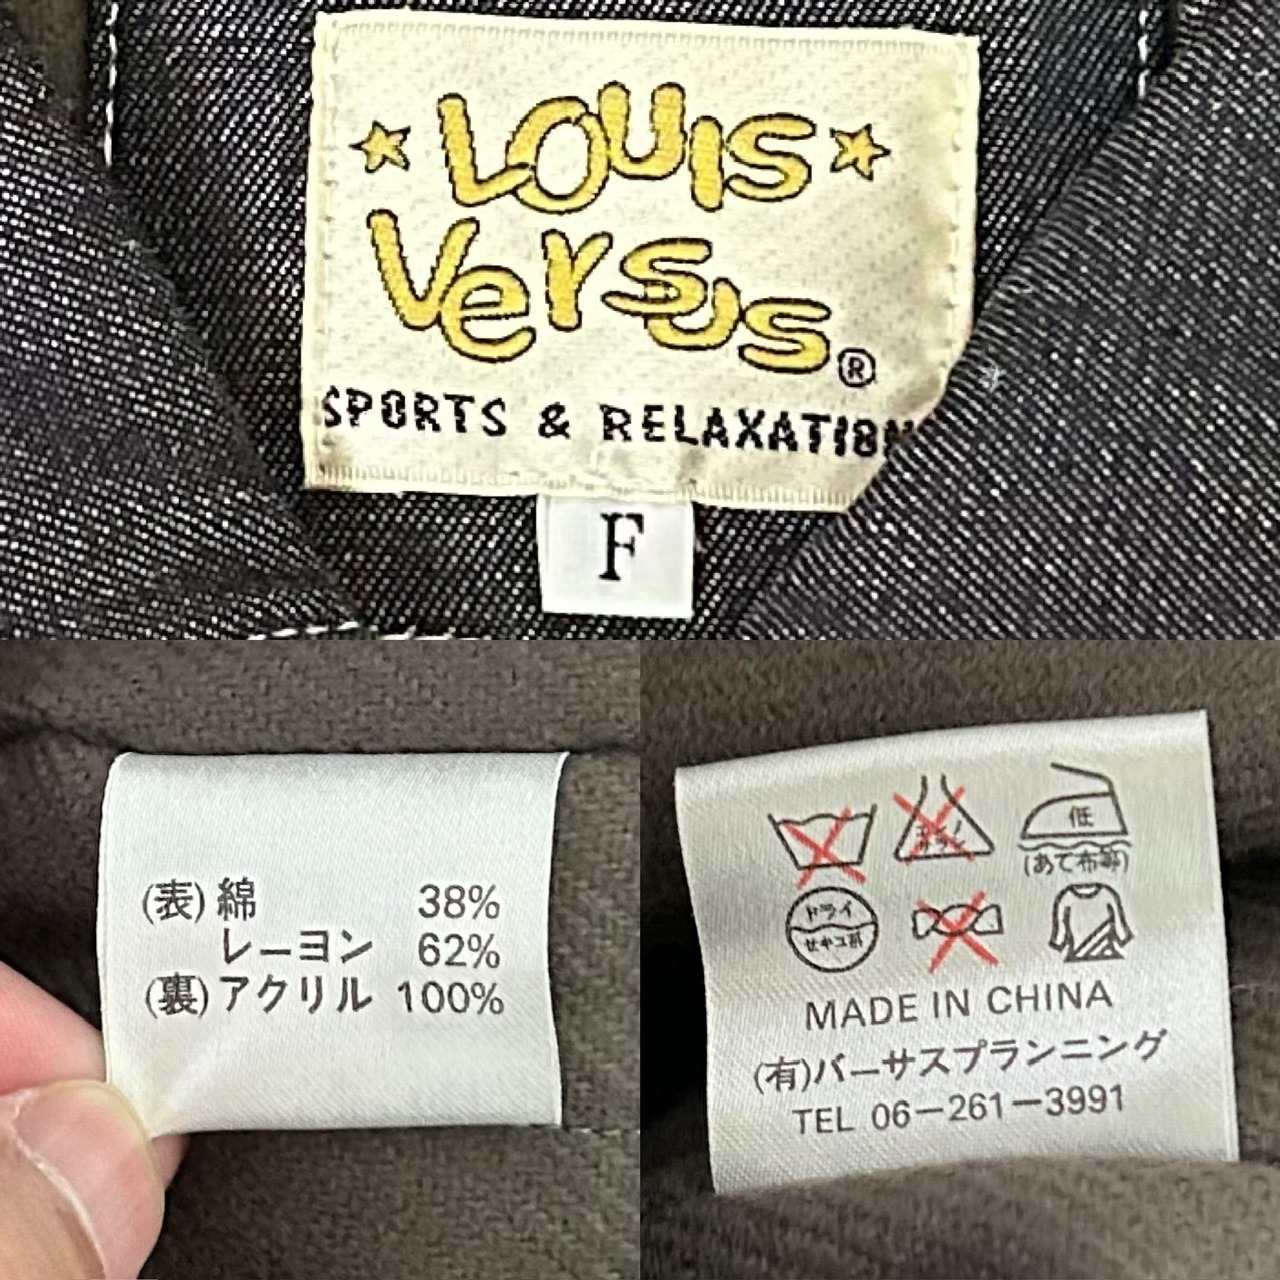 Louis
Versus
®
SPORTS & RELAXATION
F
(表) 綿 38%
レーヨン 62%
(裏) アクリル 100%
低
(あて布等)
ドライ
セキユ系
MADE IN CHINA
(有)バーサスプランニング
TEL 06-261-3991